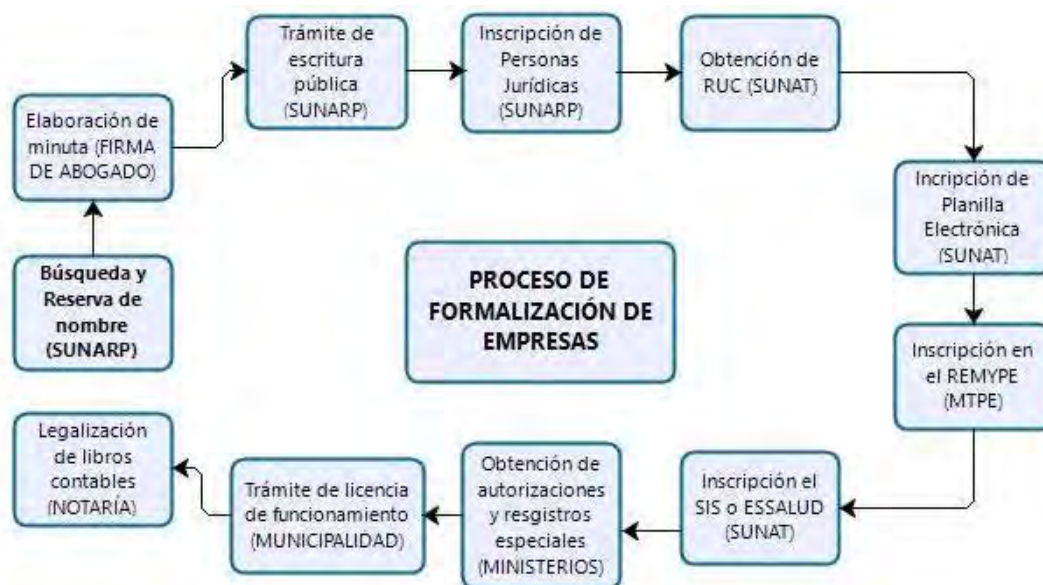 Búsqueda y
Reserva de
nombre
(SUNARP)
Elaboración de
minuta (FIRMA
DE ABOGADO)
Trámite de
escritura
pública
(SUNARP)
Inscripción de
Personas
Jurídicas
(SUNARP)
Obtención de
RUC (SUNAT)
Incripción de
Planilla
Electrónica
(SUNAT)
Inscripción en
el REMYPE
(MTPE)
Inscripción el
SIS o ESSALUD
(SUNAT)
Obtención de
autorizaciones
y resgistros
especiales
(MINISTERIOS)
Trámite de licencia
de funcionamiento
(MUNICIPALIDAD)
Legalización
de libros
contables
(NOTARÍA)
PROCESO DE
FORMALIZACIÓN DE
EMPRESAS